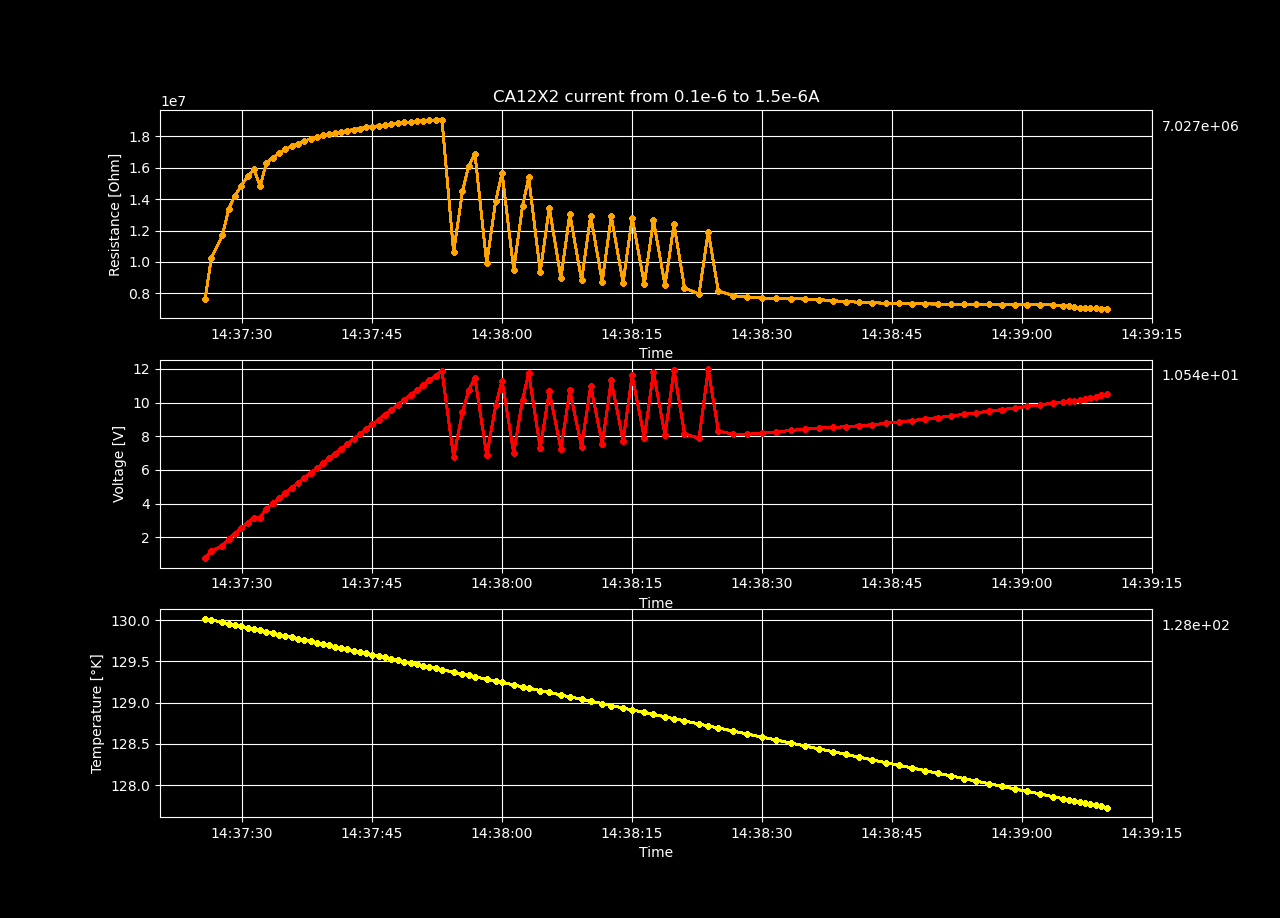 CA12X2 current from 0.1e-6 to 1.5e-6A
1e7
7.027e+06
Resistance [Ohm]
1.8
1.6
1.4
1.2
1.0
0.8
14:37:30 14:37:45 14:38:00 14:38:15 14:38:30 14:38:45 14:39:00 14:39:15
Time
1.054e+01
Voltage [V]
12
10
8
6
4
2
14:37:30 14:37:45 14:38:00 14:38:15 14:38:30 14:38:45 14:39:00 14:39:15
Time
1.28e+02
Temperature [°K]
130.0
129.5
129.0
128.5
128.0
14:37:30 14:37:45 14:38:00 14:38:15 14:38:30 14:38:45 14:39:00 14:39:15
Time